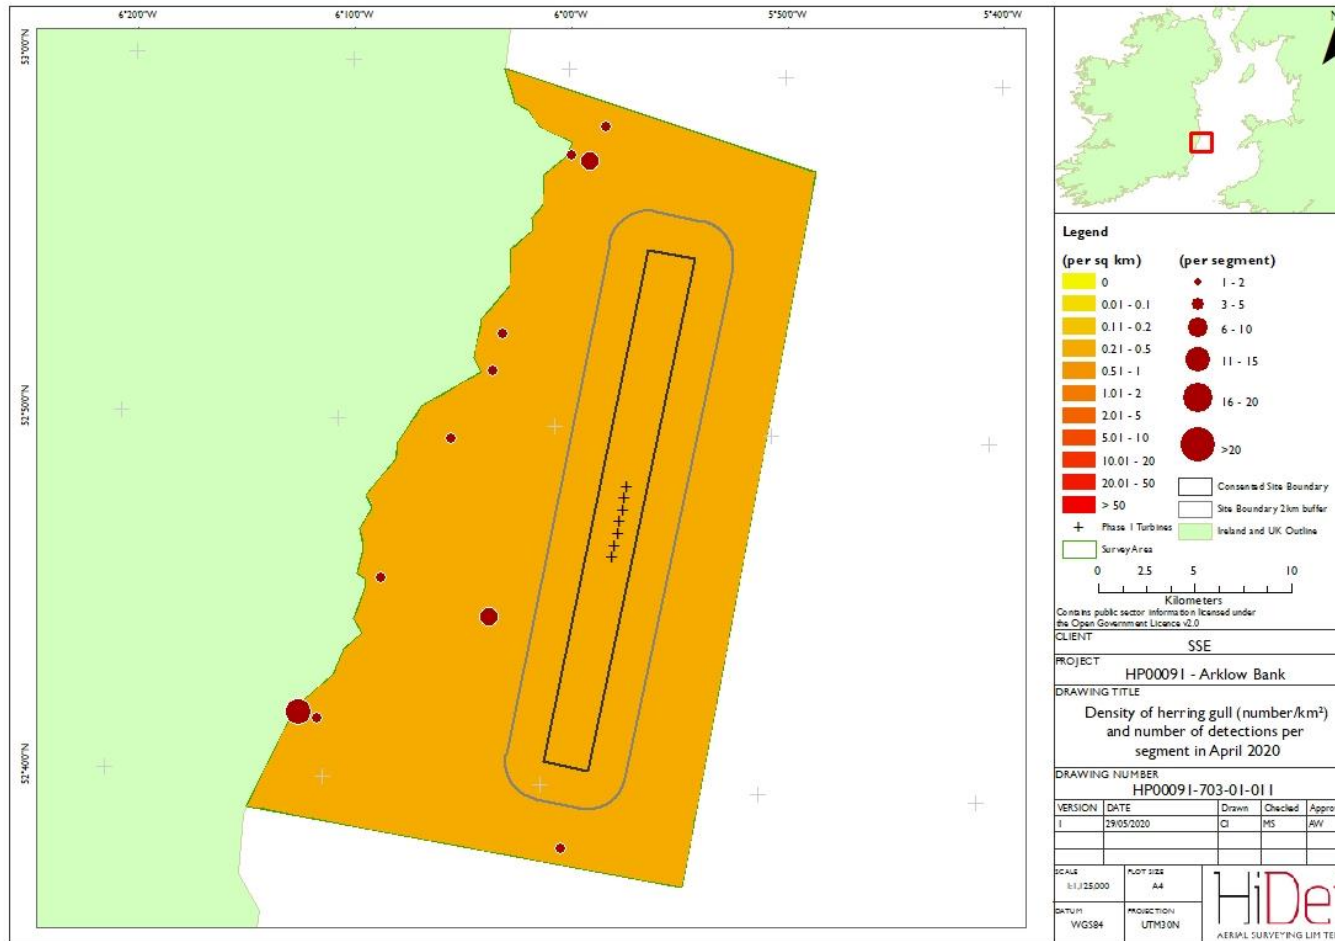 6°20'0"W
6°10'0"W
6°0'0"W
5°50'0"W
5°40'0"W
53°0'0"N
52°50'0"N
52°40'0"N
N
Legend
(per sq km)
0
0.01 - 0.1
0.11 - 0.2
0.21 - 0.5
0.51 - 1
1.01 - 2
2.01 - 5
5.01 - 10
10.01 - 20
20.01 - 50
> 50
Phase 1 Turbines
Survey Area
(per segment)
1 - 2
3 - 5
6 - 10
11 - 15
16 - 20
>20
Consented Site Boundary
Site Boundary 2km buffer
Ireland and UK Outline
0 2.5 5 10
Kilometers
Contains public sector information licensed under
the Open Government Licence v2.0
CLIENT
SSE
PROJECT
HP00091 - Arklow Bank
DRAWING TITLE
Density of herring gull (number/km²)
and number of detections per
segment in April 2020
DRAWING NUMBER
HP00091-703-01-011
VERSION DATE Drawn Checked Appro
1 29/05/2020 CI MS AW
SCALE
1:1,125,000
PLOT SIZE
A4
DATUM
WGS84
PROJECTION
UTM30N
HiDe
AERIAL SURVEYING LIMITE